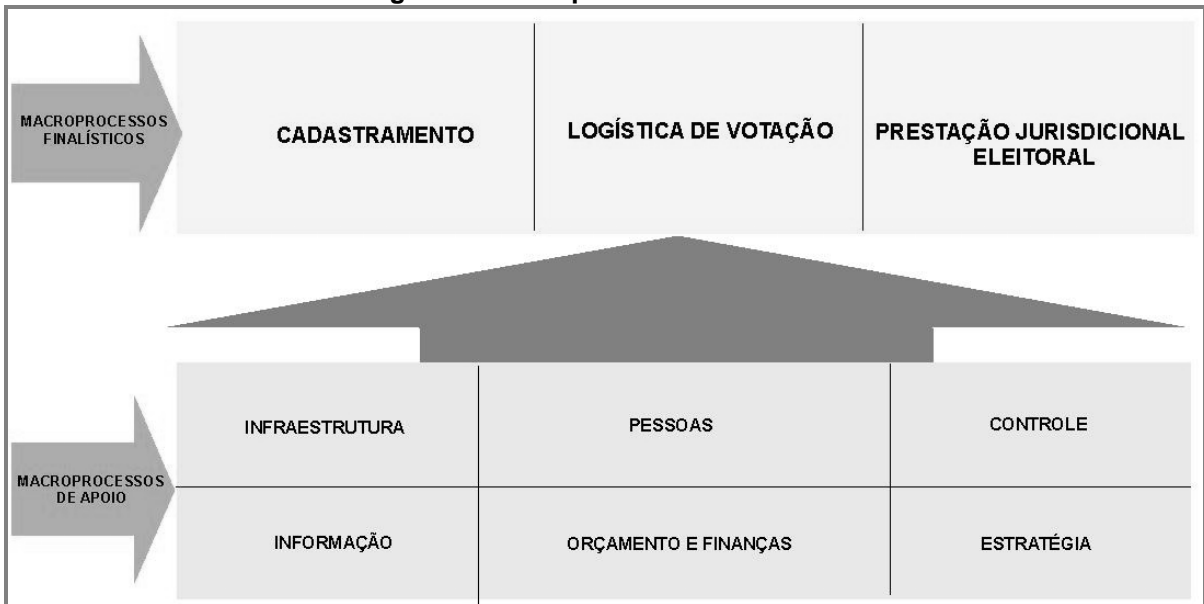 MACROPROCESSOS
FINALÍSTICOS
CADASTRAMENTO
LOGÍSTICA DE VOTAÇÃO
PRESTAÇÃO JURISDICIONAL
ELEITORAL
INFRAESTRUTURA
PESSOAS
CONTROLE
MACROPROCESSOS
DE APOIO
INFORMAÇÃO
ORÇAMENTO E FINANÇAS
ESTRATÉGIA